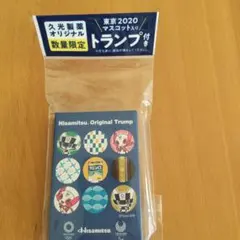 久光製薬
オリジナル
数量限定
東京2020
マスコット入り
トランプ付き
Hisamitsu. Original Trump
Hisamitsu